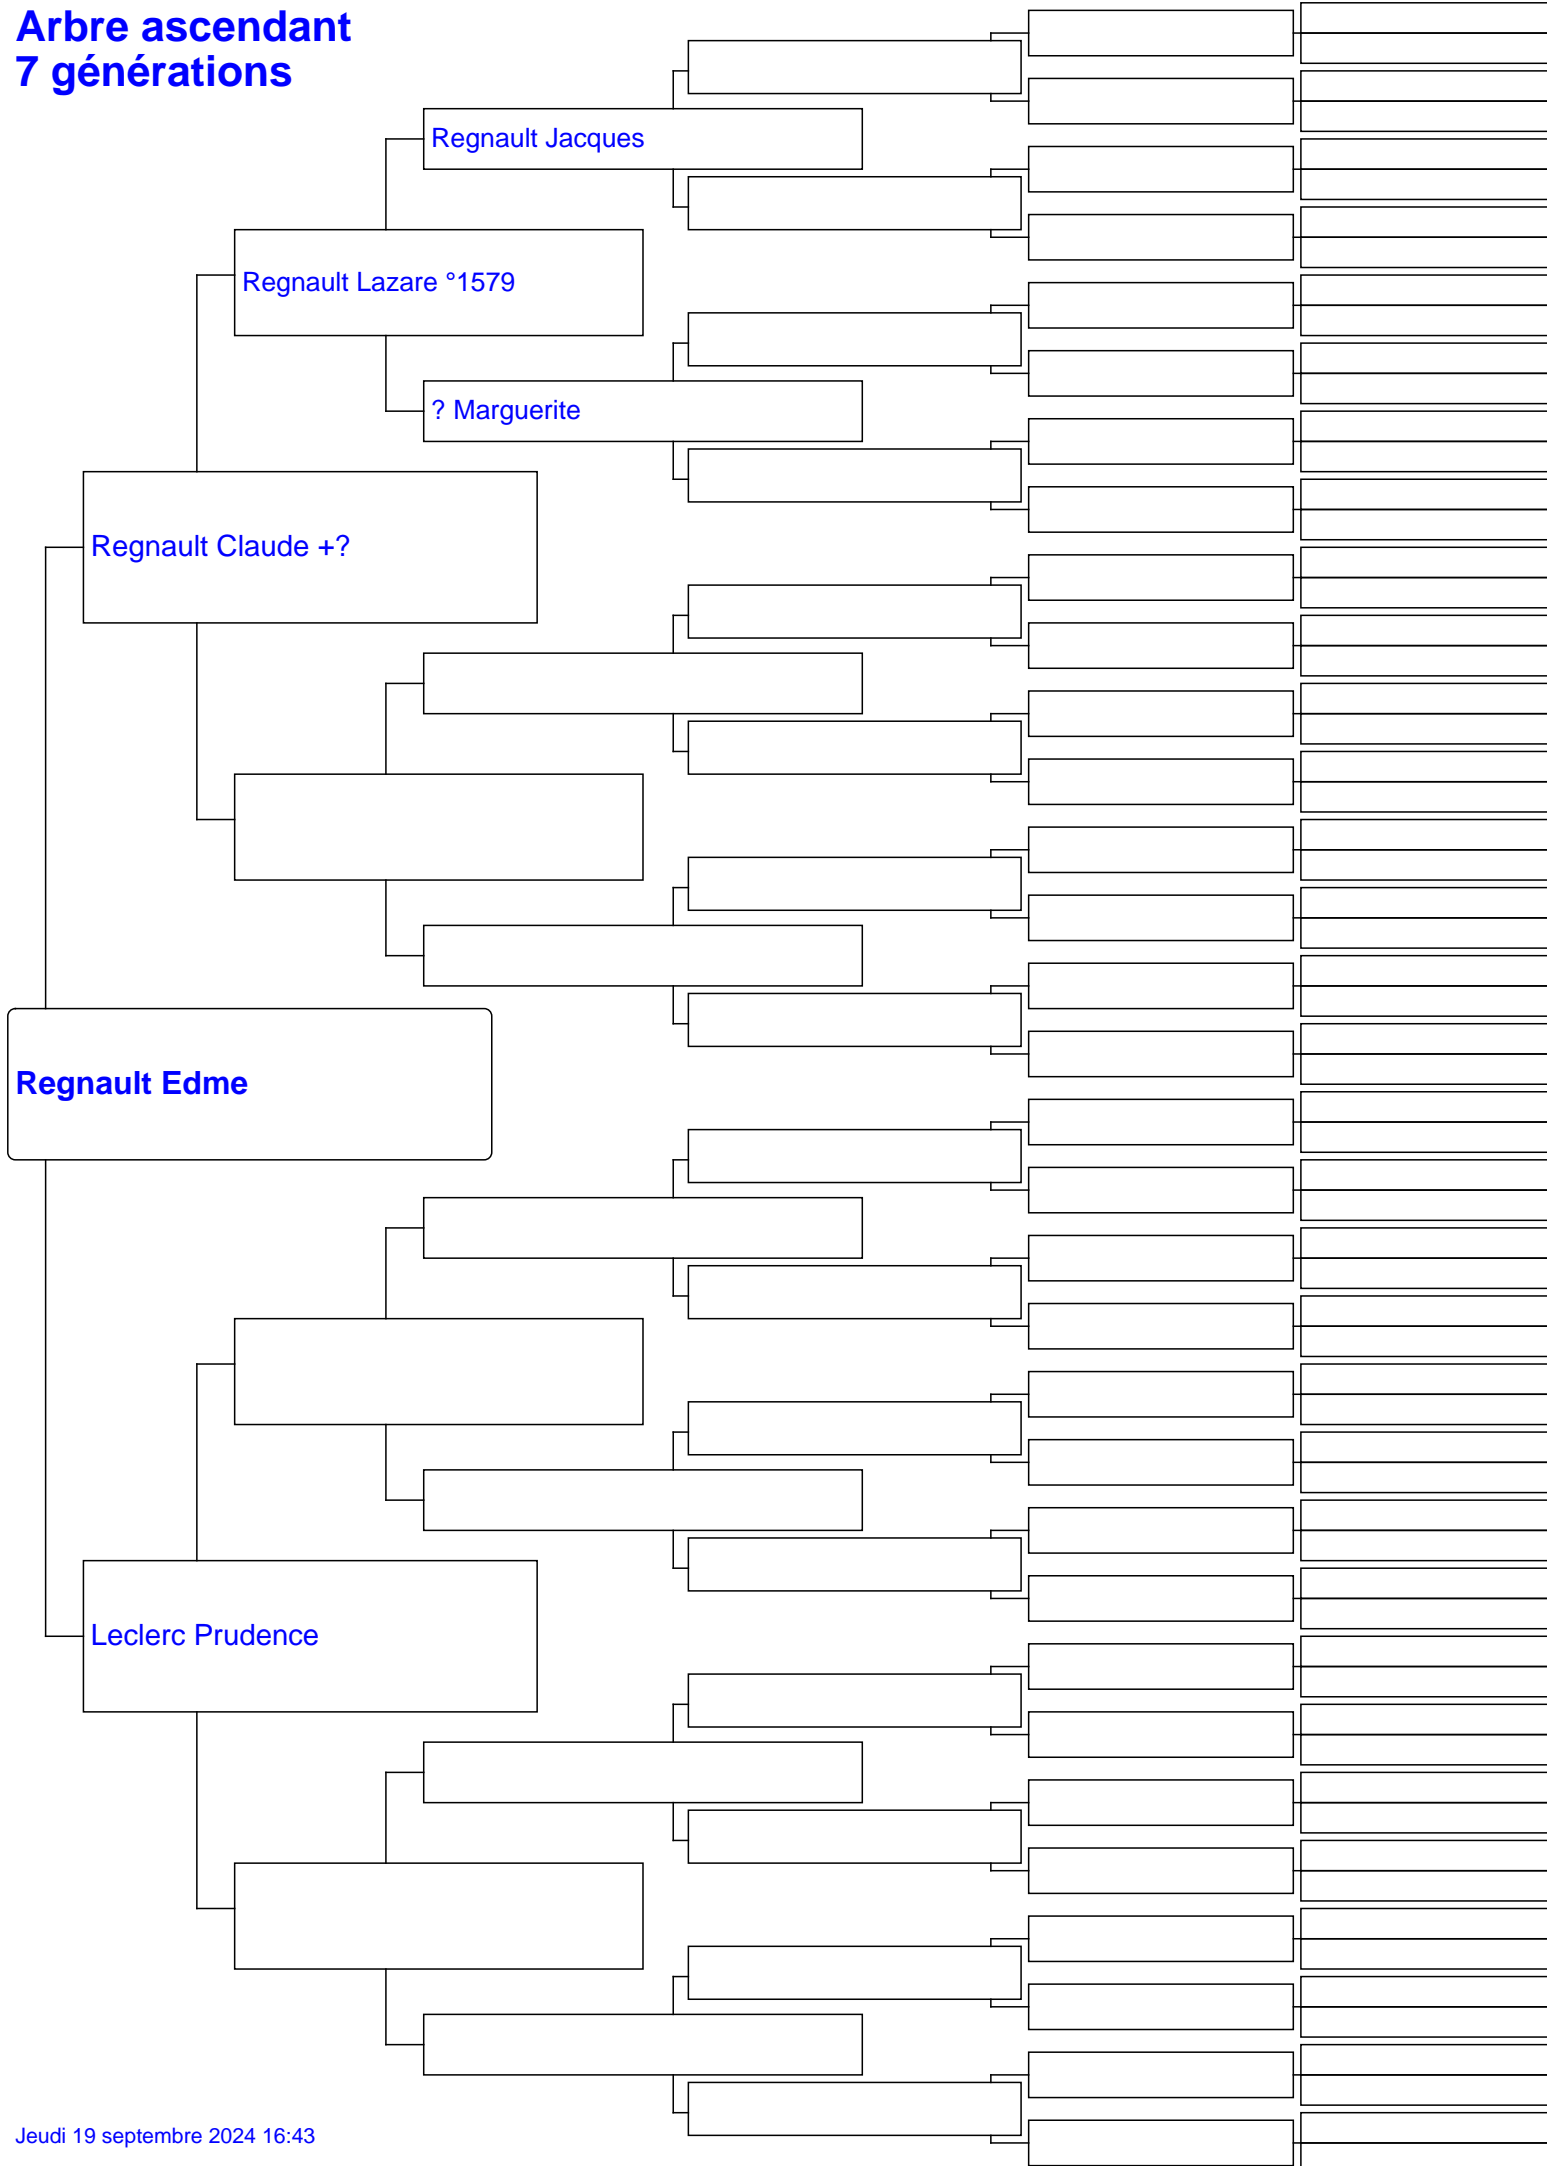 Arbre ascendant
7 générations
Regnault Jacques
Regnault Lazare °1579
? Marguerite
Regnault Claude +?
Regnault Edme
Leclerc Prudence
Jeudi 19 septembre 2024 16:43